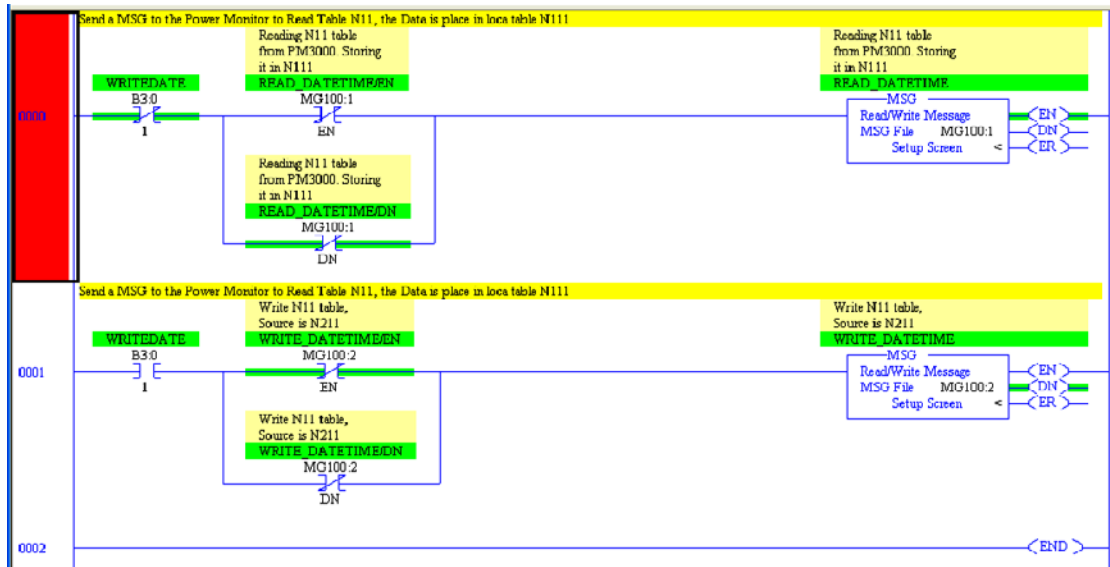 Send a MSG to the Power Monitor to Read Table N11, the Data is place in loca table N111
Reading N11 table
from PM3000. Storing
it in N111
READ_DATETIME/EN
MG100:1
EN
WRITEDATE
B3:0
1
0000
Reading N11 table
from PM3000. Storing
it in N111
READ_DATETIME
MSG
Read/Write Message
MSG File MG100:1
Setup Screen <
EN
DN
ER
Reading N11 table
from PM3000. Storing
it in N111
READ_DATETIME/DN
MG100:1
DN
Send a MSG to the Power Monitor to Read Table N11, the Data is place in loca table N111
Write N11 table,
Source is N211
WRITE_DATETIME/EN
MG100:2
EN
WRITEDATE
B3:0
1
0001
Write N11 table,
Source is N211
WRITE_DATETIME
MSG
Read/Write Message
MSG File MG100:2
Setup Screen <
EN
DN
ER
Write N11 table,
Source is N211
WRITE_DATETIME/DN
MG100:2
DN
0002
END